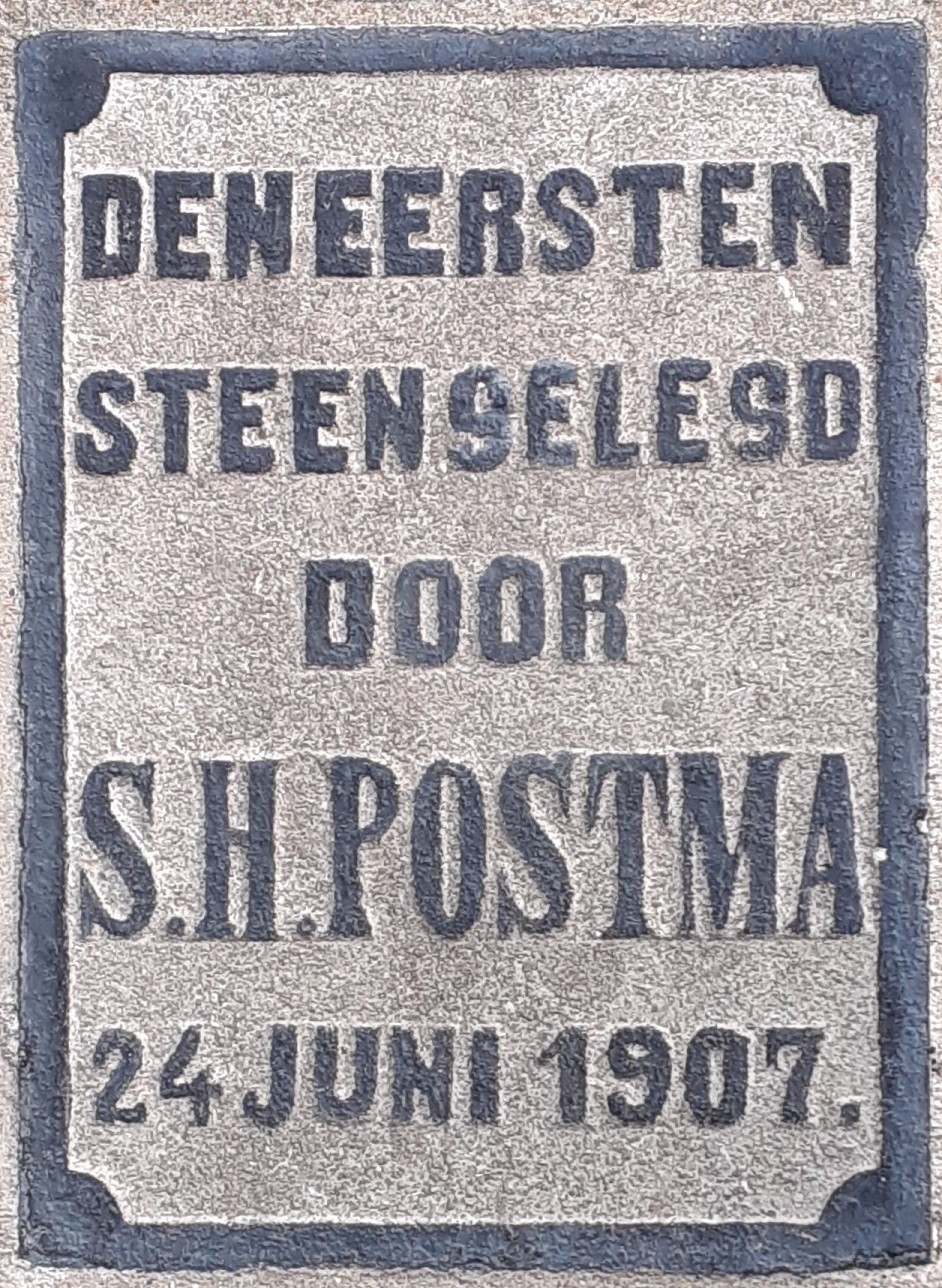 DEN EERSTEN
STEEN GELEGD
DOOR
S.H. POSTMA
24 JUNI 1907.